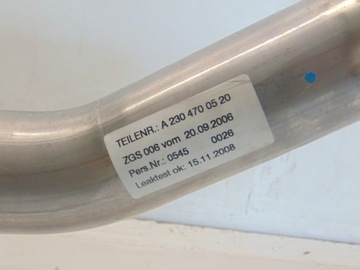 TEILENR.: A 230 470 05 20
ZGS 006 vom 20.09.2006
Pers.Nr.: 0545 0026
Leaktest ok: 15.11.2008